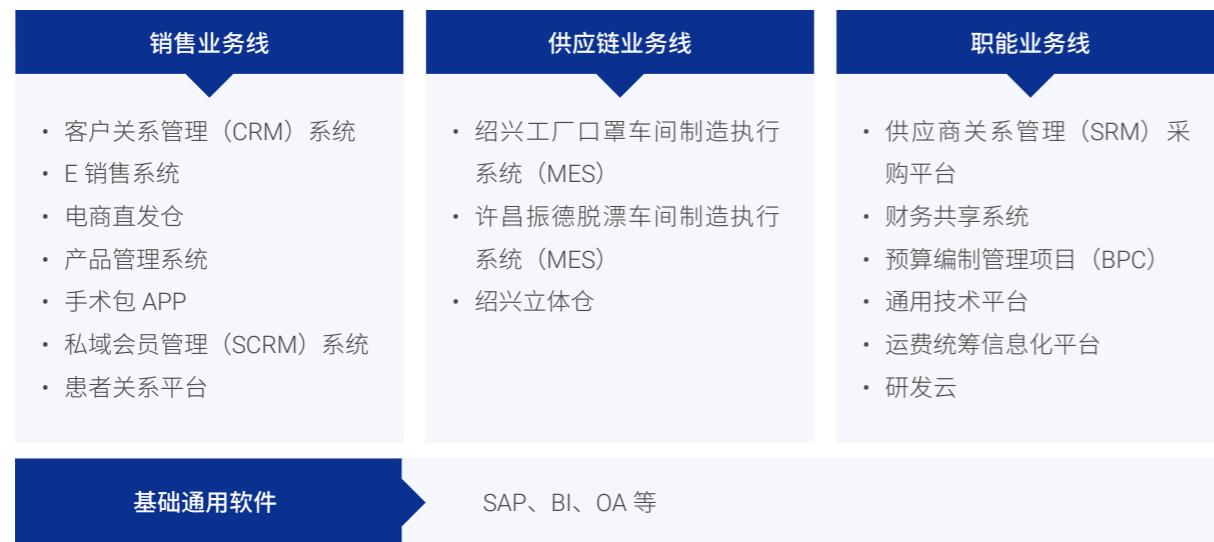 销售业务线
• 客户关系管理（CRM）系统
• E 销售系统
• 电商直发仓
• 产品管理系统
• 手术包 APP
• 私域会员管理（SCRM）系统
• 患者关系平台
供应链业务线
• 绍兴工厂口罩车间制造执行
系统（MES）
• 许昌振德脱漂车间制造执行
系统（MES）
• 绍兴立体仓
职能业务线
• 供应商关系管理（SRM）采
购平台
• 财务共享系统
• 预算编制管理项目（BPC）
• 通用技术平台
• 运费统筹信息化平台
• 研发云
基础通用软件
SAP、BI、OA 等